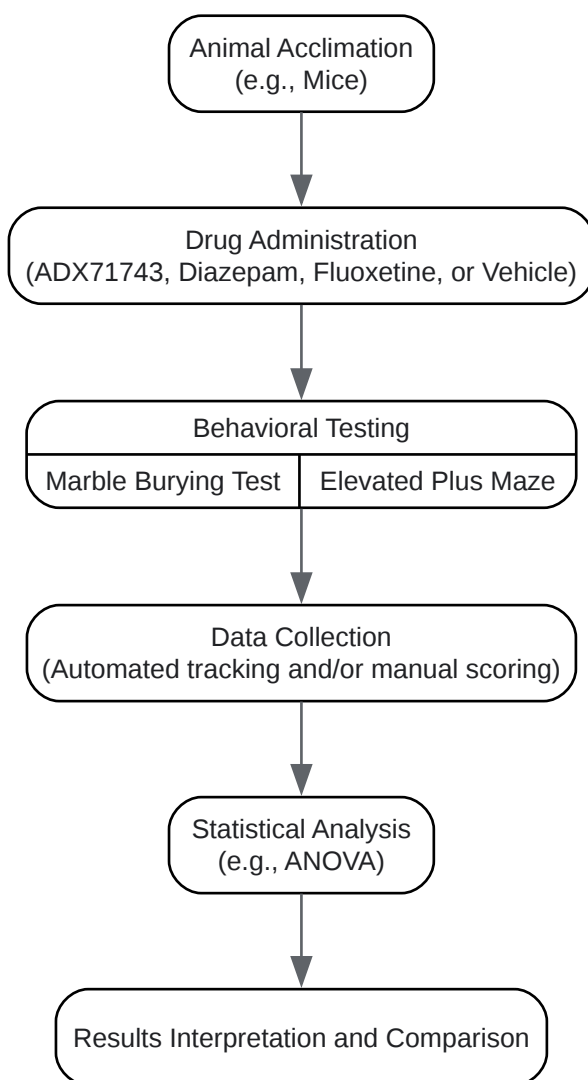 Animal Acclimation
(e.g., Mice)
Drug Administration
(ADX71743, Diazepam, Fluoxetine, or Vehicle)
Behavioral Testing
Marble Burying Test
Elevated Plus Maze
Data Collection
(Automated tracking and/or manual scoring)
Statistical Analysis
(e.g., ANOVA)
Results Interpretation and Comparison